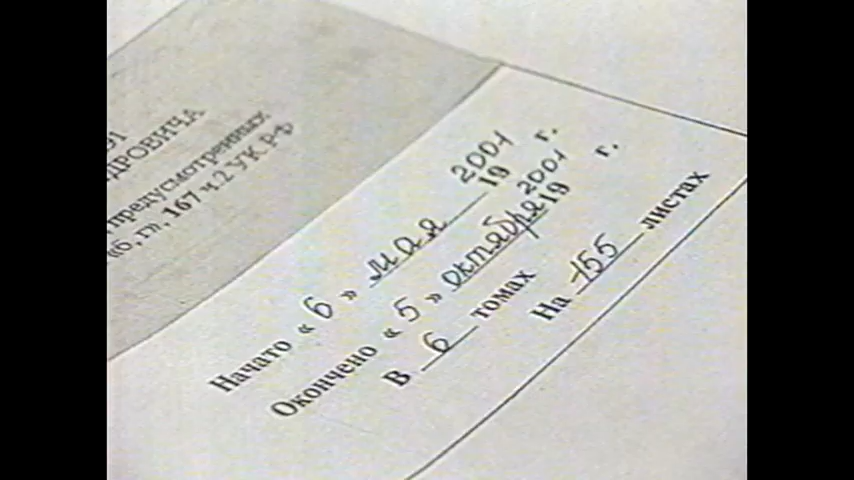 91
ДРОВИЧА
предусмотренных
«б, г», 167 ч.2 УК РФ
Начато « 6 » мая 2001 19 г.
Окончено « 5 » октября 2001 19 г.
В 6 томах
На 155 листах